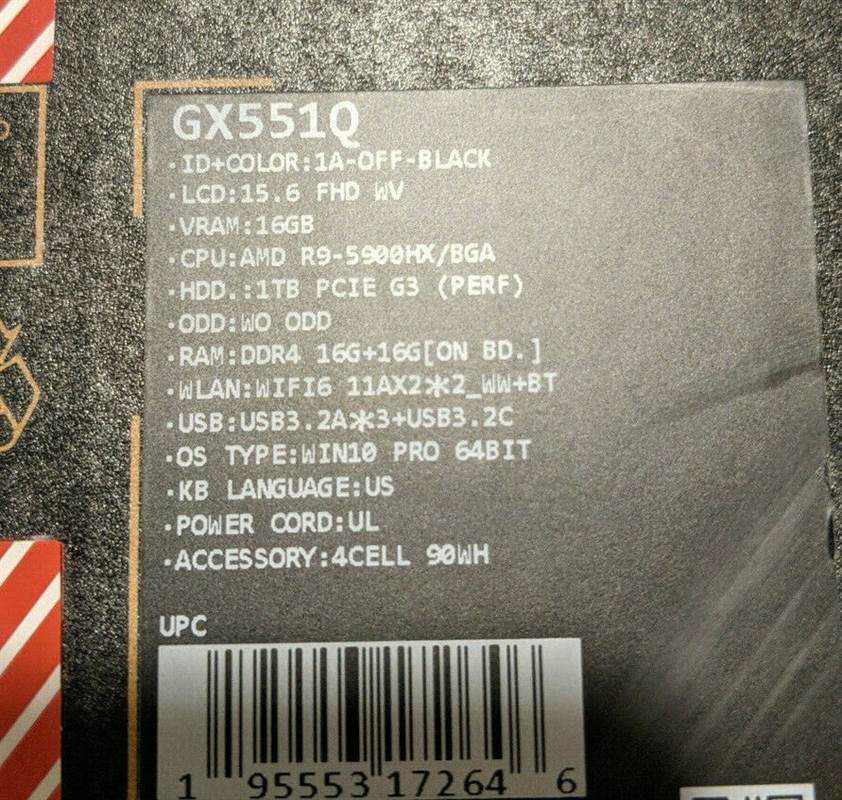 GX551Q
·ID+COLOR:1A-OFF-BLACK
·LCD:15.6 FHD WV
·VRAM:16GB
·CPU:AMD R9-5900HX/BGA
·HDD.:1TB PCIE G3 (PERF)
·ODD:WO ODD
·RAM:DDR4 16G+16G[ON BD.]
·WLAN:WIFI6 11AX2*2_WW+BT
·USB:USB3.2A*3+USB3.2C
·OS TYPE:WIN10 PRO 64BIT
·KB LANGUAGE:US
·POWER CORD:UL
·ACCESSORY:4CELL 90WH
UPC
1 95553 17264 6